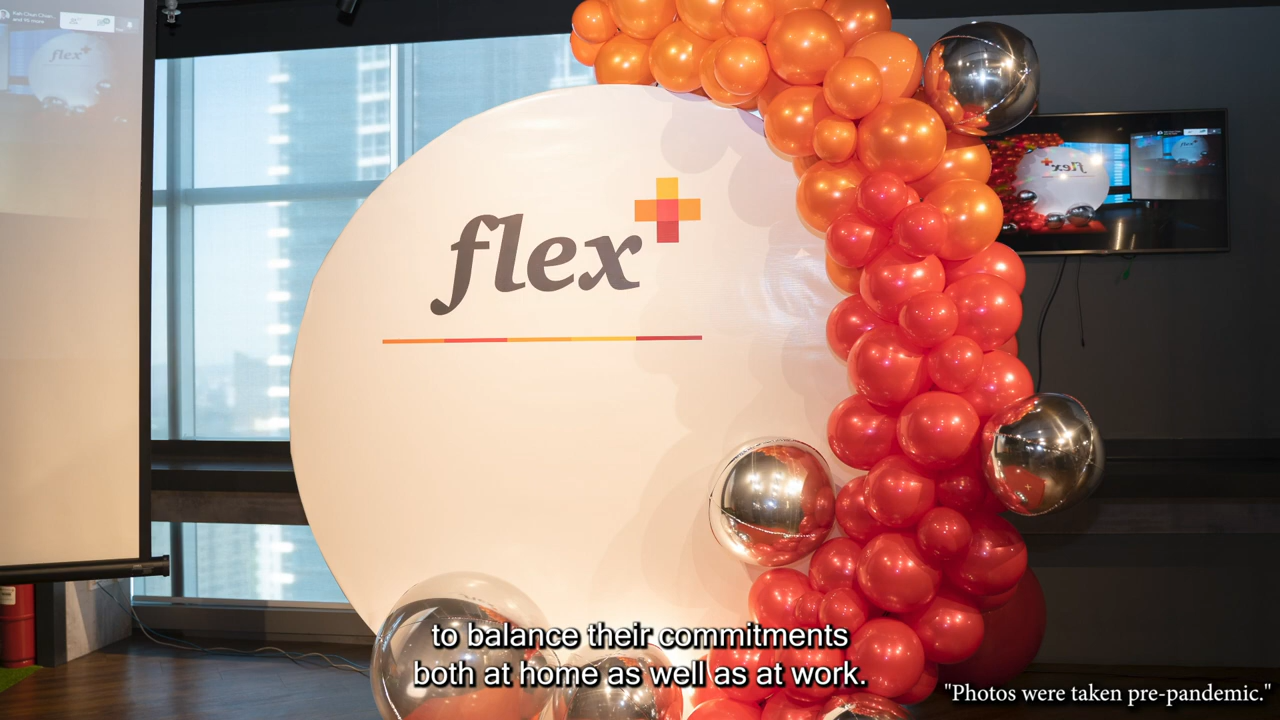 flex+
to balance their commitments
both at home as well as at work.
"Photos were taken pre-pandemic."